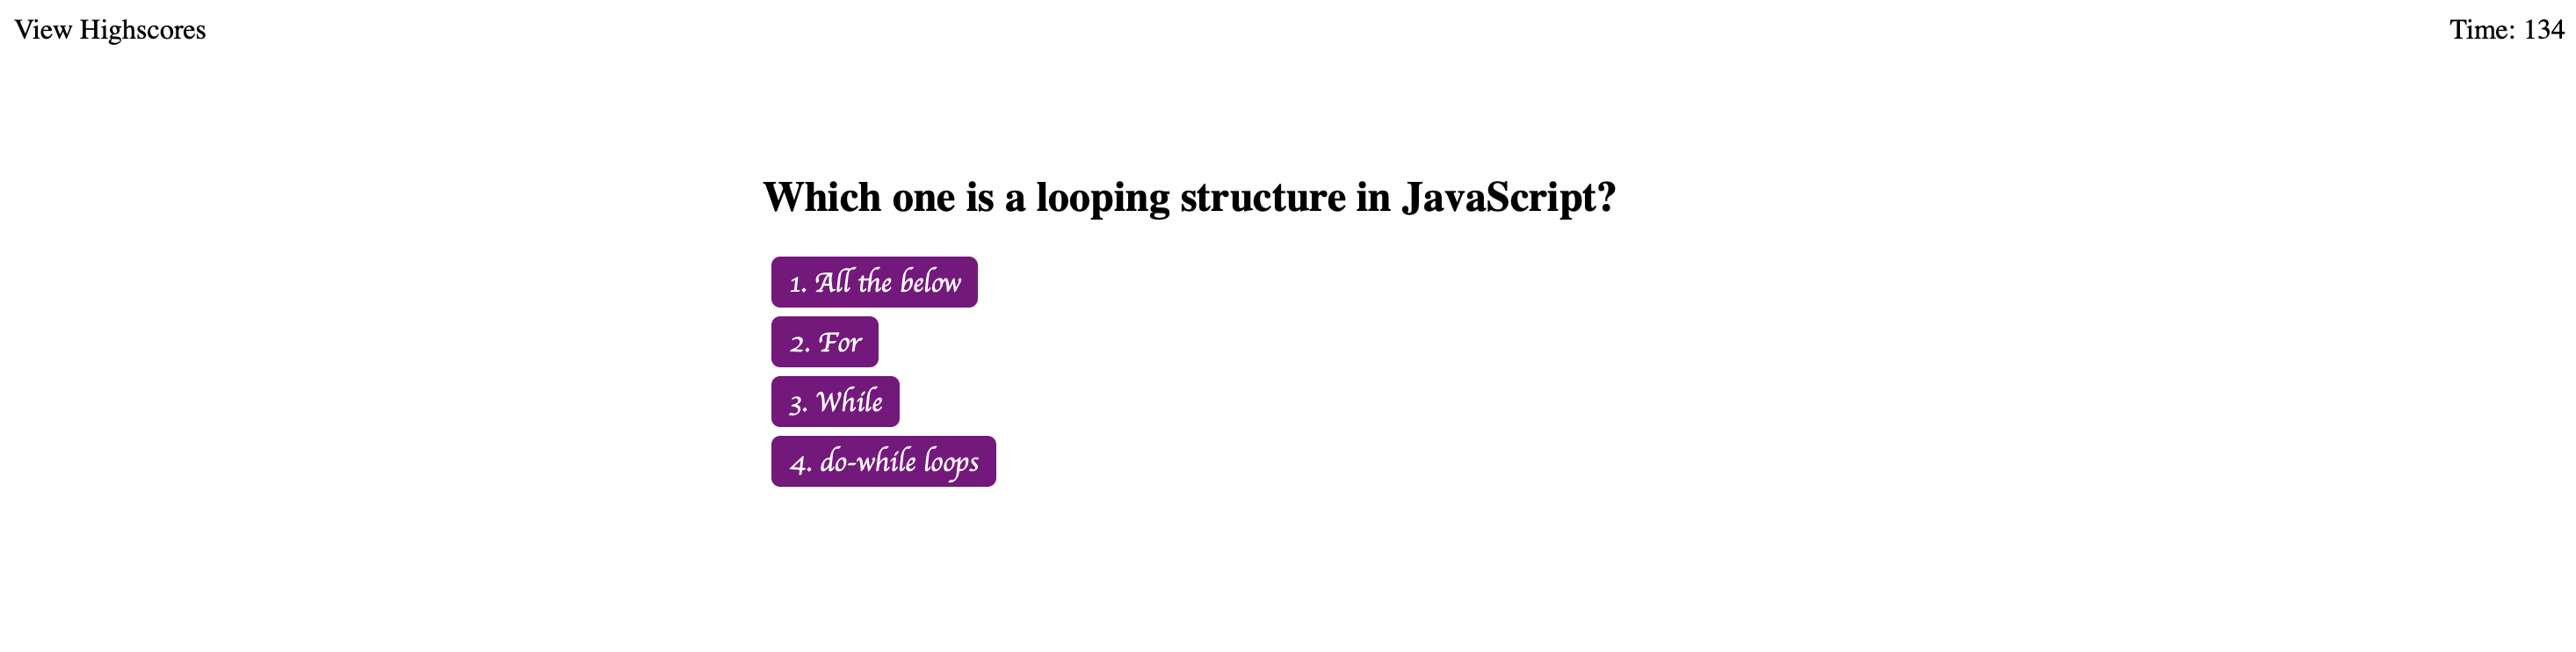 View Highscores
Time: 134
Which one is a looping structure in JavaScript?
1. All the below
2. For
3. While
4. do-while loops